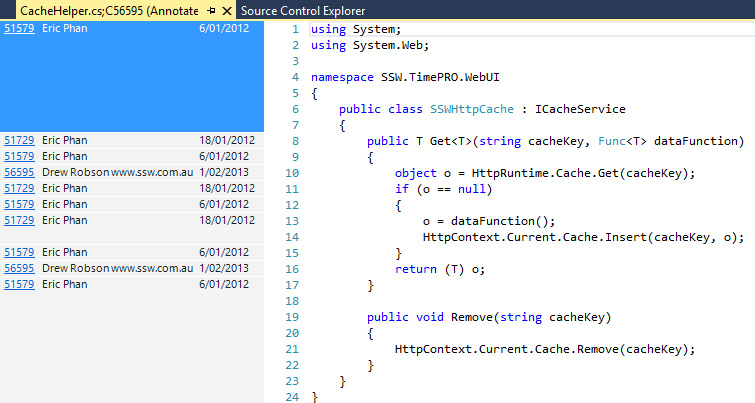 CacheHelper.cs;C56595 (Annotate Source Control Explorer
51579 Eric Phan 6/01/2012
51729 Eric Phan 18/01/2012
51579 Eric Phan 6/01/2012
56595 Drew Robson www.ssw.com.au 1/02/2013
51729 Eric Phan 18/01/2012
51579 Eric Phan 6/01/2012
51729 Eric Phan 18/01/2012
51579 Eric Phan 6/01/2012
56595 Drew Robson www.ssw.com.au 1/02/2013
51579 Eric Phan 6/01/2012
1 using System;
2 using System.Web;
3
4 namespace SSW.TimePRO.WebUI
5 {
6 public class SSWHttpCache : ICacheService
7 {
8 public T Get<T>(string cacheKey, Func<T> dataFunction)
9 {
10 object o = HttpRuntime.Cache.Get(cacheKey);
11 if (o == null)
12 {
13 o = dataFunction();
14 HttpContext.Current.Cache.Insert(cacheKey, o);
15 }
16 return (T) o;
17 }
18
19 public void Remove(string cacheKey)
20 {
21 HttpContext.Current.Cache.Remove(cacheKey);
22 }
23 }
24 }